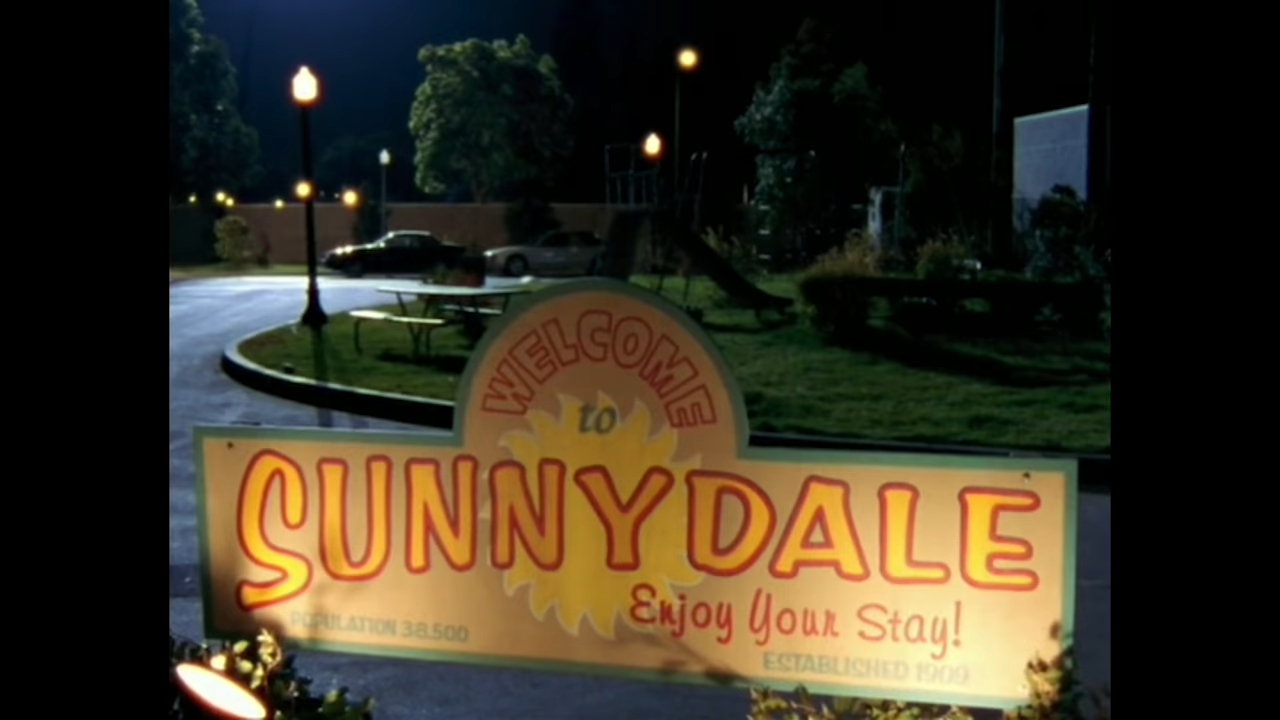 WELCOME
to
SUNNYDALE
Enjoy Your Stay!
POPULATION 38.500
ESTABLISHED 1909